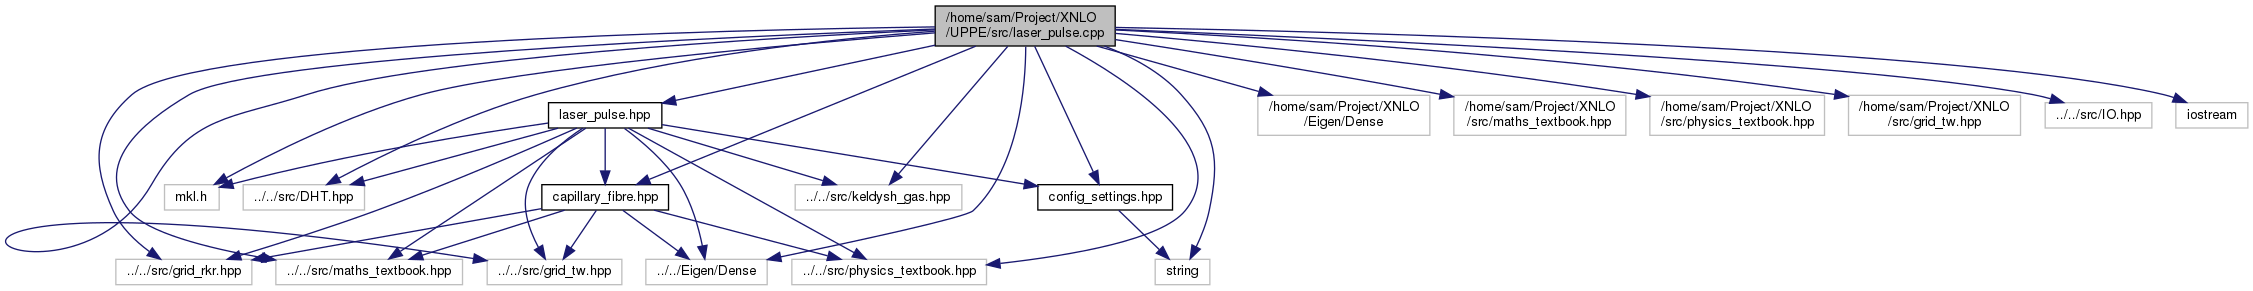 /home/sam/Project/XNLO
/UPPE/src/laser_pulse.cpp
laser_pulse.hpp
/home/sam/Project/XNLO
/Eigen/Dense
/home/sam/Project/XNLO
/src/maths_textbook.hpp
/home/sam/Project/XNLO
/src/physics_textbook.hpp
/home/sam/Project/XNLO
/src/grid_tw.hpp
../../src/IO.hpp
iostream
mkl.h
../../src/DHT.hpp
capillary_fibre.hpp
../../src/keldysh_gas.hpp
config_settings.hpp
../../src/grid_rkr.hpp
../../src/maths_textbook.hpp
../../src/grid_tw.hpp
../../Eigen/Dense
../../src/physics_textbook.hpp
string